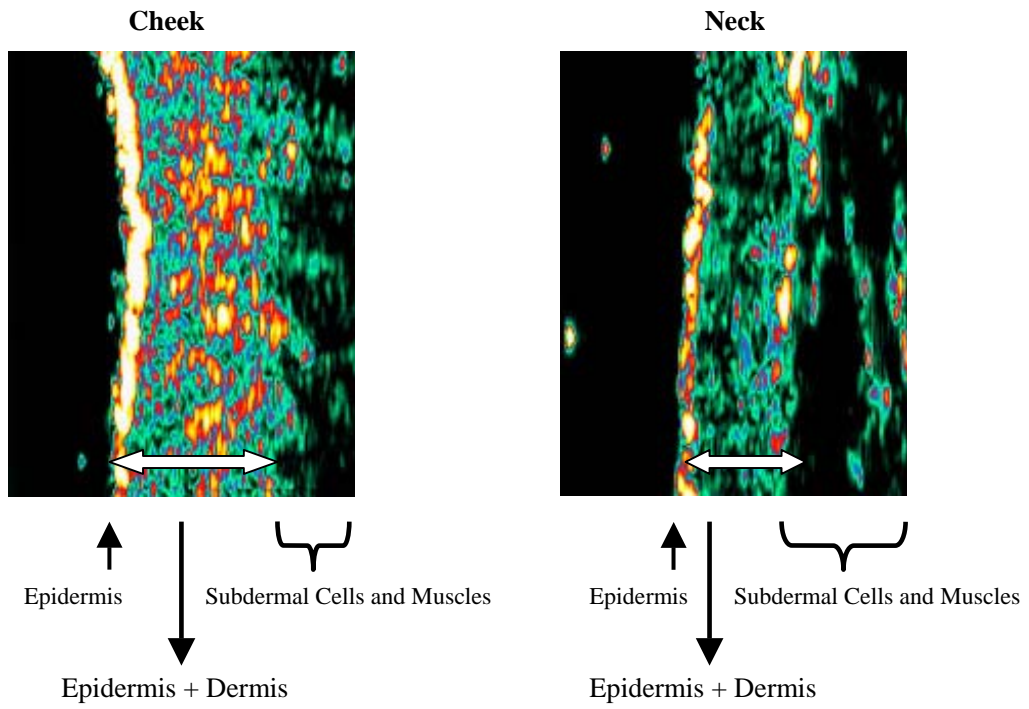 Cheek
Neck
Epidermis
Subdermal Cells and Muscles
Epidermis
Subdermal Cells and Muscles
Epidermis + Dermis
Epidermis + Dermis